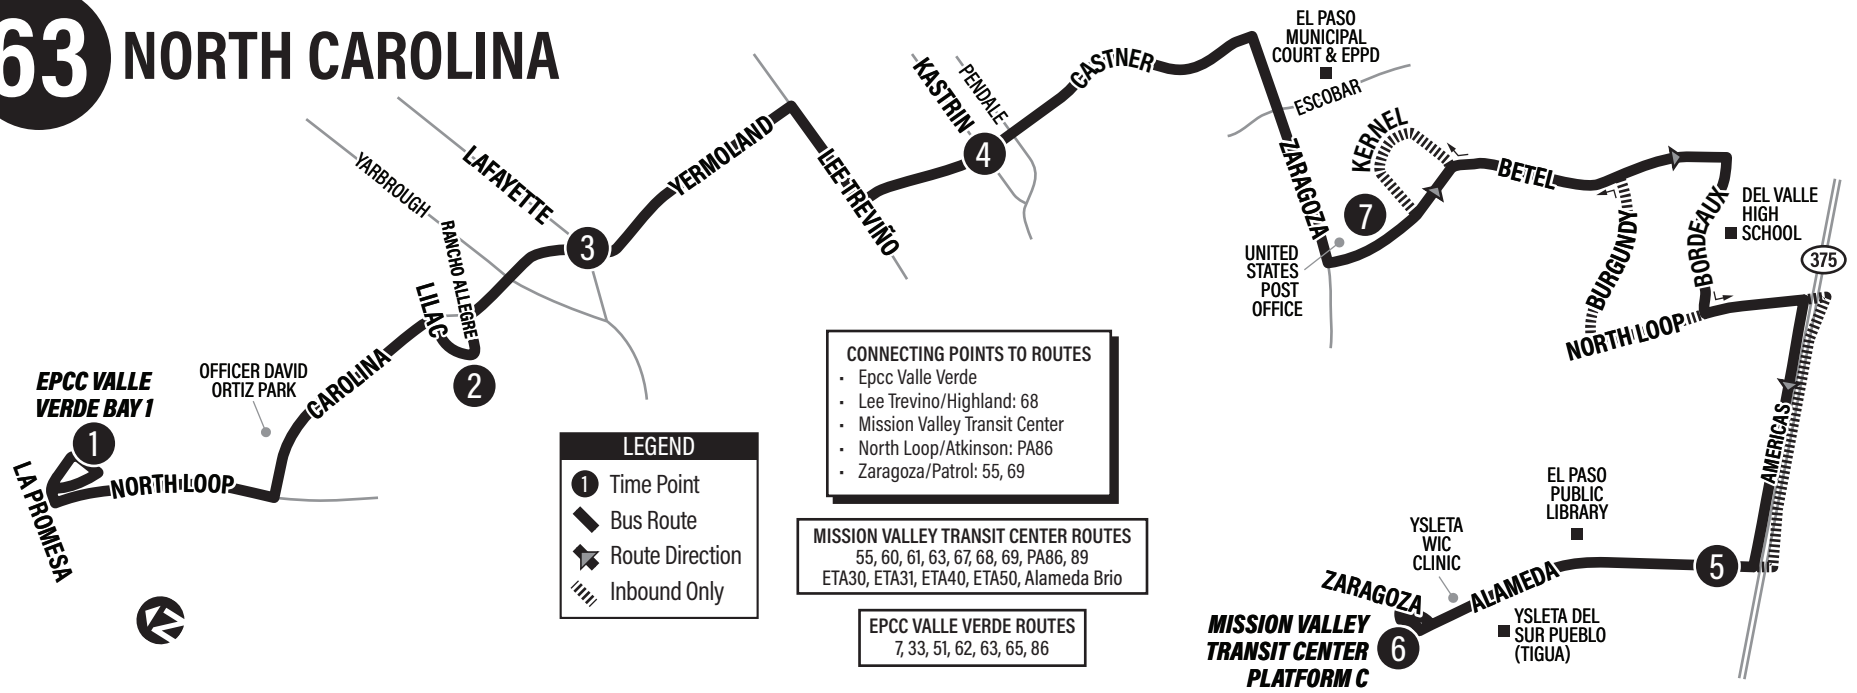 63 NORTH CAROLINA
EL PASO
MUNICIPAL
COURT & EPPD
ESCOBAR
CASTNER
KASTRIN
PENDALE
4
YERMOLAND
LEE TREVIÑO
LAFAYETTE
YARBROUGH
3
RANCHO ALLEGRE
LILAC
2
CAROLINA
OFFICER DAVID
ORTIZ PARK
EPCC VALLE
VERDE BAY 1
1
NORTH LOOP
LA PROMESA
ZARAGOZA
KERNEL
7
UNITED
STATES
POST
OFFICE
BETEL
BURGUNDY
BORDEAUX
DEL VALLE
HIGH
SCHOOL
375
NORTH LOOP
AMERICAS
EL PASO
PUBLIC
LIBRARY
YSLETA
WIC
CLINIC
5
ALAMEDA
ZARAGOZA
YSLETA DEL
SUR PUEBLO
(TIGUA)
MISSION VALLEY
TRANSIT CENTER
PLATFORM C
6
LEGEND
1 Time Point
Bus Route
Route Direction
Inbound Only
CONNECTING POINTS TO ROUTES
· Epcc Valle Verde
· Lee Trevino/Highland: 68
· Mission Valley Transit Center
· North Loop/Atkinson: PA86
· Zaragoza/Patrol: 55, 69
MISSION VALLEY TRANSIT CENTER ROUTES
55, 60, 61, 63, 67, 68, 69, PA86, 89
ETA30, ETA31, ETA40, ETA50, Alameda Brio
EPCC VALLE VERDE ROUTES
7, 33, 51, 62, 63, 65, 86
N